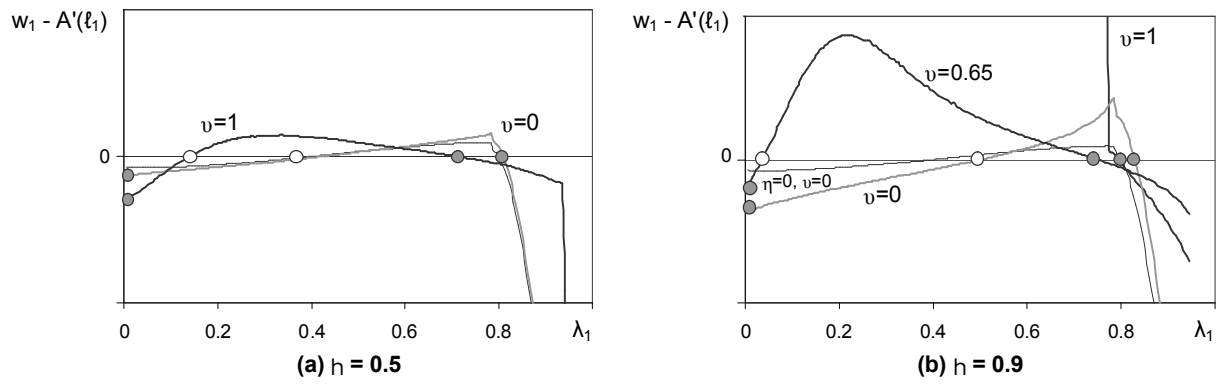 w₁ - A'(ℓ₁)
υ=1
υ=0
0
0 0.2 0.4 0.6 0.8 λ₁
(a) h = 0.5
w₁ - A'(ℓ₁)
υ=1
υ=0.65
0
η=0, υ=0
υ=0
0 0.2 0.4 0.6 0.8 λ₁
(b) h = 0.9